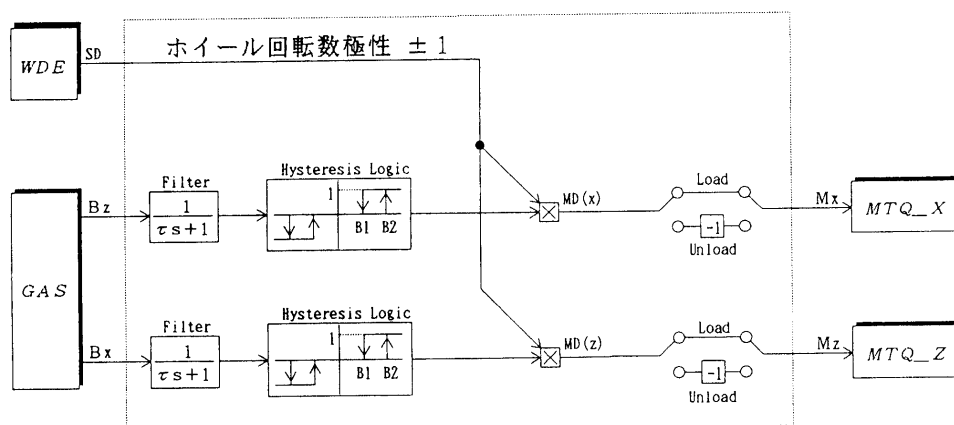 WDE
SD
ホイール回転数極性 ±1
GAS
Bz
Filter
1
τs+1
Hysteresis Logic
1
B1 B2
MD(x)
Load
-1
Unload
Mx
MTQ_X
Bx
Filter
1
τs+1
Hysteresis Logic
1
B1 B2
MD(z)
Load
-1
Unload
Mz
MTQ_Z